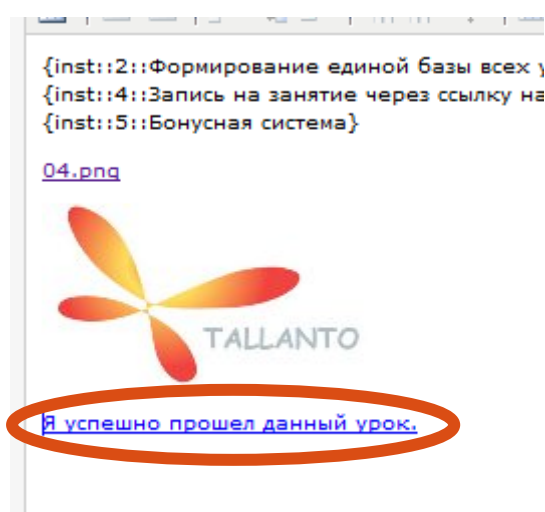 {inst::2::Формирование единой базы всех
{inst::4::Запись на занятие через ссылку на
{inst::5::Бонусная система}
04.png
TALLANTO
Я успешно прошел данный урок.